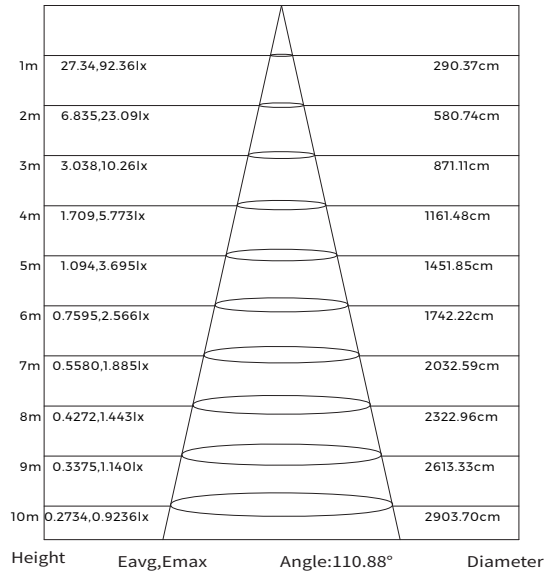 1m 27.34,92.36lx 290.37cm
2m 6.835,23.09lx 580.74cm
3m 3.038,10.26lx 871.11cm
4m 1.709,5.773lx 1161.48cm
5m 1.094,3.695lx 1451.85cm
6m 0.7595,2.566lx 1742.22cm
7m 0.5580,1.885lx 2032.59cm
8m 0.4272,1.443lx 2322.96cm
9m 0.3375,1.140lx 2613.33cm
10m 0.2734,0.9236lx 2903.70cm
Height Eavg,Emax Angle:110.88° Diameter